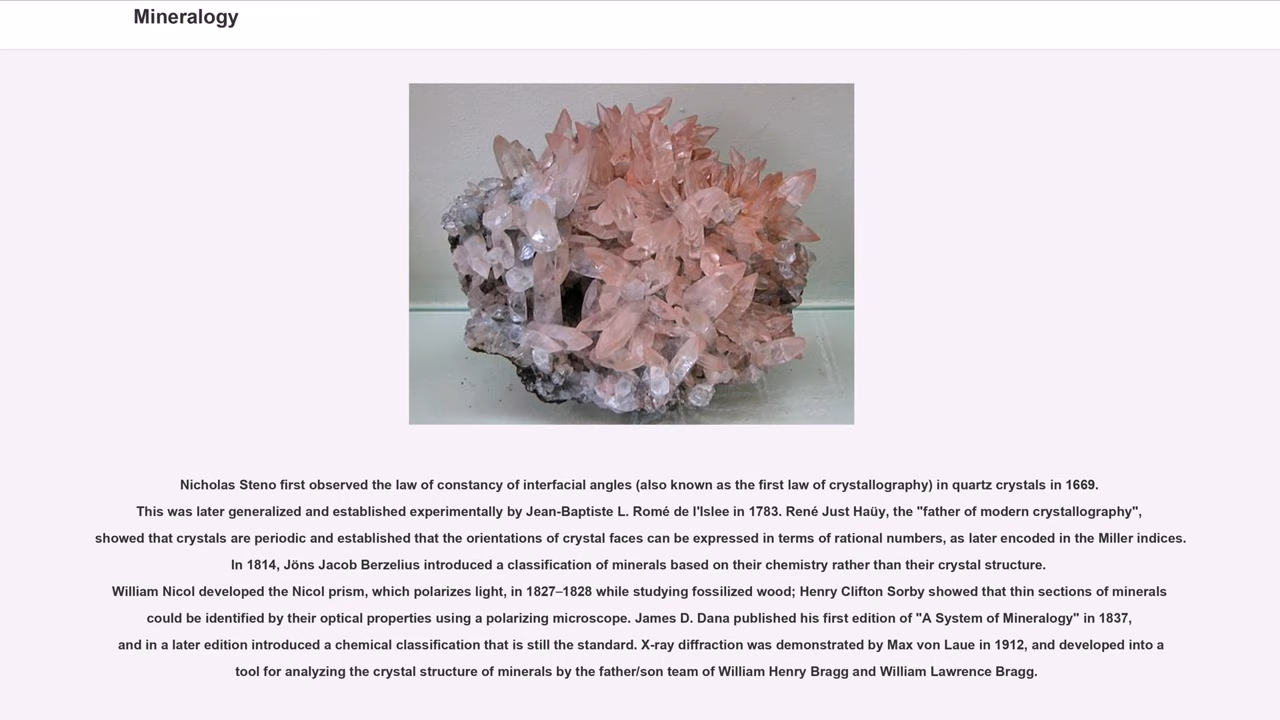 Mineralogy
Nicholas Steno first observed the law of constancy of interfacial angles (also known as the first law of crystallography) in quartz crystals in 1669.
This was later generalized and established experimentally by Jean-Baptiste L. Romé de l'Islee in 1783. René Just Haüy, the "father of modern crystallography",
showed that crystals are periodic and established that the orientations of crystal faces can be expressed in terms of rational numbers, as later encoded in the Miller indices.
In 1814, Jöns Jacob Berzelius introduced a classification of minerals based on their chemistry rather than their crystal structure.
William Nicol developed the Nicol prism, which polarizes light, in 1827–1828 while studying fossilized wood; Henry Clifton Sorby showed that thin sections of minerals
could be identified by their optical properties using a polarizing microscope. James D. Dana published his first edition of "A System of Mineralogy" in 1837,
and in a later edition introduced a chemical classification that is still the standard. X-ray diffraction was demonstrated by Max von Laue in 1912, and developed into a
tool for analyzing the crystal structure of minerals by the father/son team of William Henry Bragg and William Lawrence Bragg.